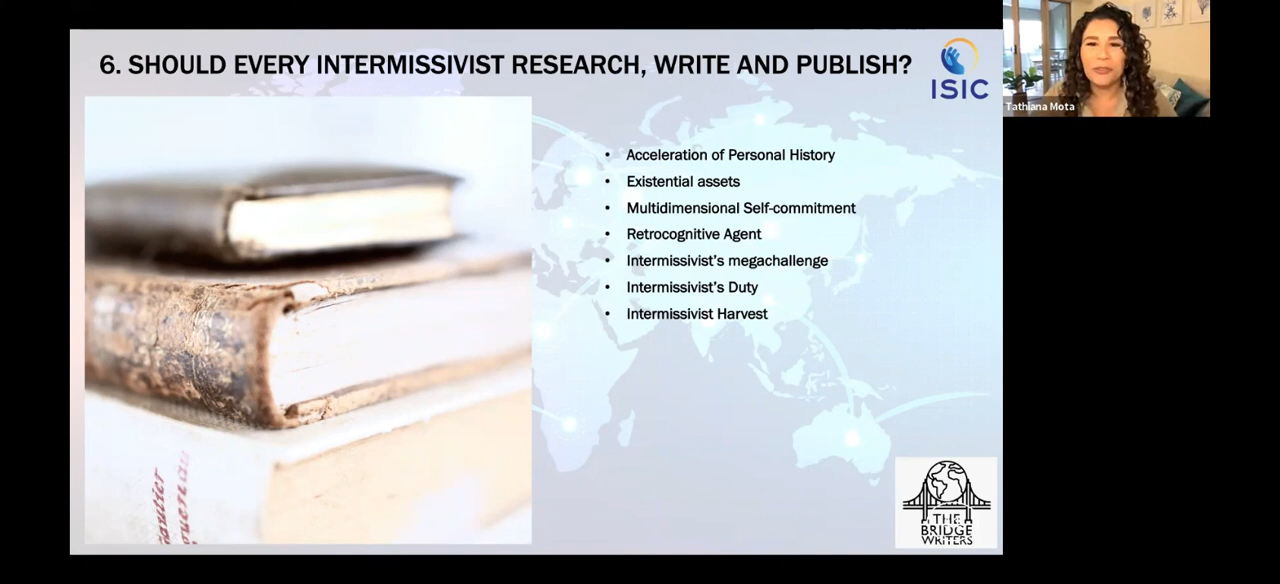 6. SHOULD EVERY INTERMISSIVIST RESEARCH, WRITE AND PUBLISH?
ISIC
Tathiana Mota
• Acceleration of Personal History
• Existential assets
• Multidimensional Self-commitment
• Retrocognitive Agent
• Intermissivist's megachallenge
• Intermissivist's Duty
• Intermissivist Harvest
THE
BRIDGE
WRITERS